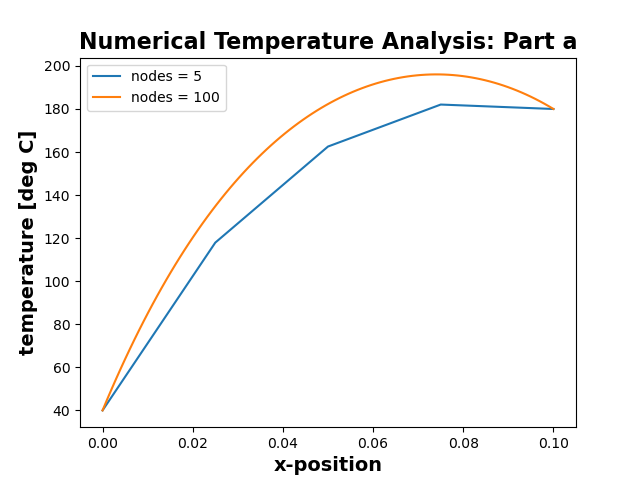 Numerical Temperature Analysis: Part a
nodes = 5
nodes = 100
temperature [deg C]
200
180
160
140
120
100
80
60
40
0.00 0.02 0.04 0.06 0.08 0.10
x-position